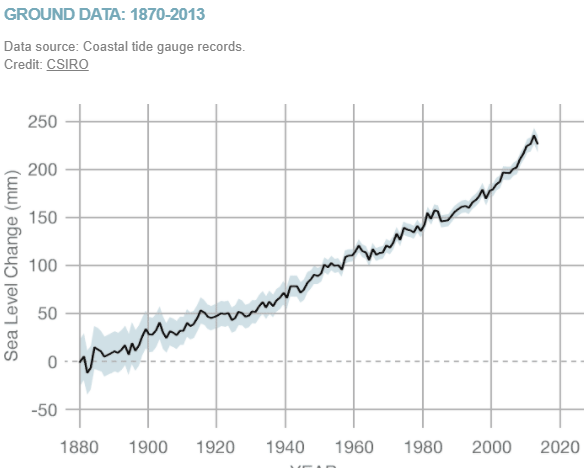 GROUND DATA: 1870-2013
Data source: Coastal tide gauge records.
Credit: CSIRO
Sea Level Change (mm)
250
200
150
100
50
0
-50
1880 1900 1920 1940 1960 1980 2000 2020
YEAR